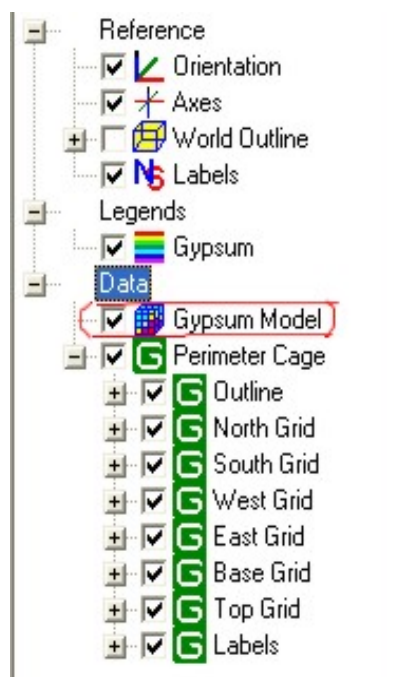 Reference
Orientation
Axes
World Outline
NS Labels
Legends
Gypsum
Data
Gypsum Model
G Perimeter Cage
G Outline
G North Grid
G South Grid
G West Grid
G East Grid
G Base Grid
G Top Grid
G Labels